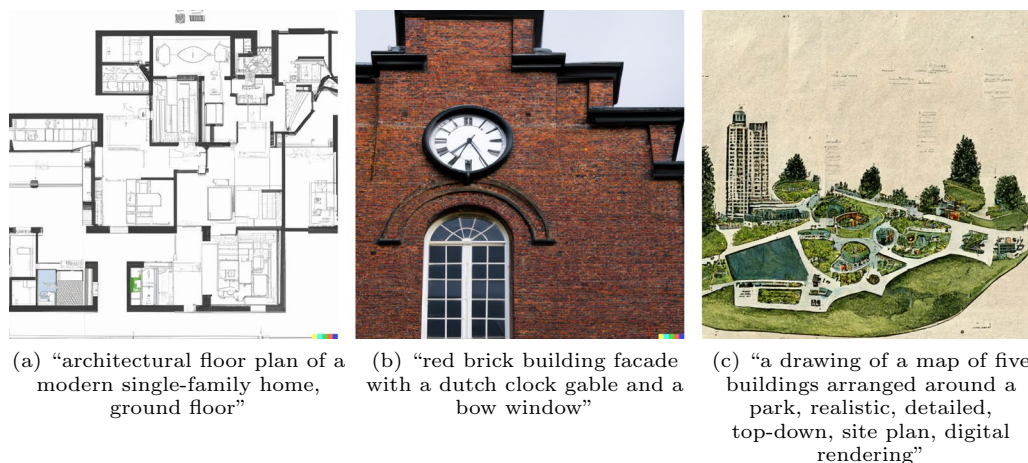 (a) “architectural floor plan of a
modern single-family home,
ground floor”
(b) “red brick building facade
with a dutch clock gable and a
bow window”
(c) “a drawing of a map of five
buildings arranged around a
park, realistic, detailed,
top-down, site plan, digital
rendering”